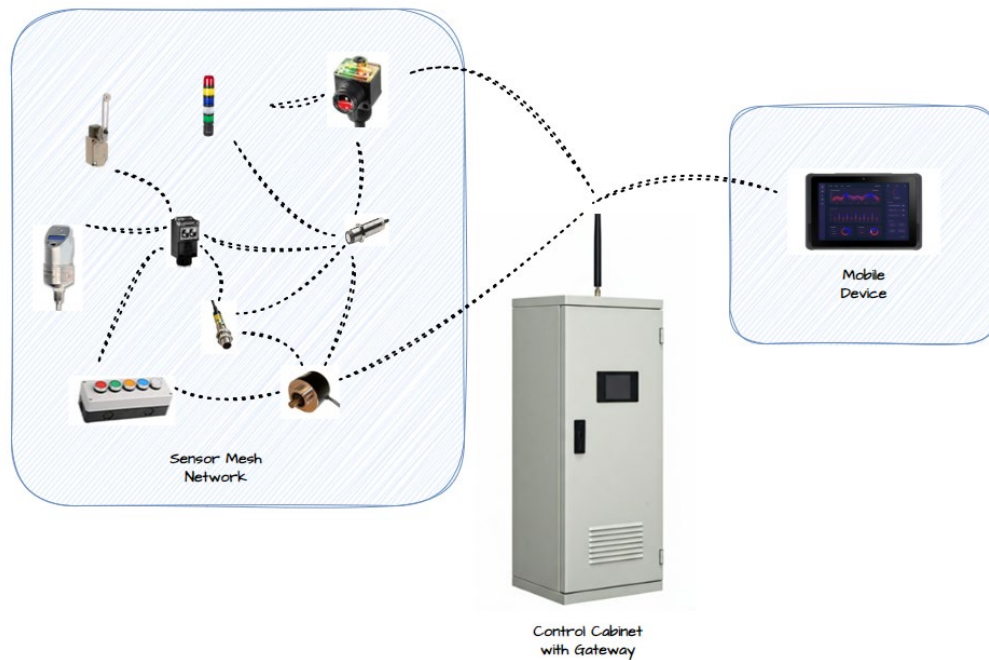 Sensor Mesh
Network
Mobile
Device
Control Cabinet
with Gateway